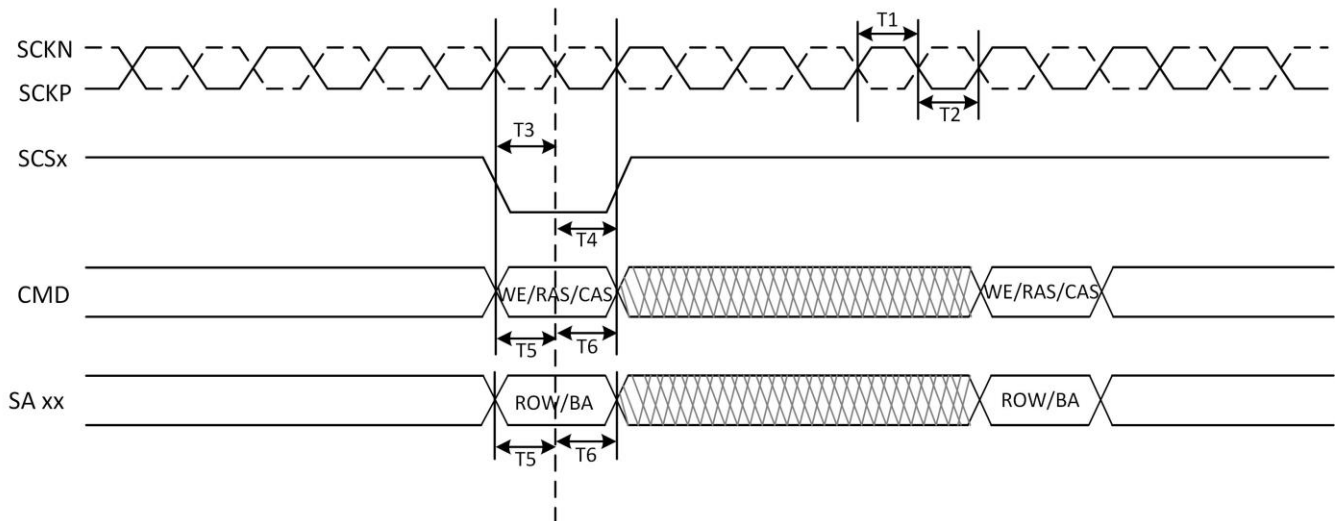 T1
SCKN
SCKP
T2
T3
SCSx
T4
CMD
WE/RAS/CAS
WE/RAS/CAS
T5
T6
SA xx
ROW/BA
ROW/BA
T5
T6